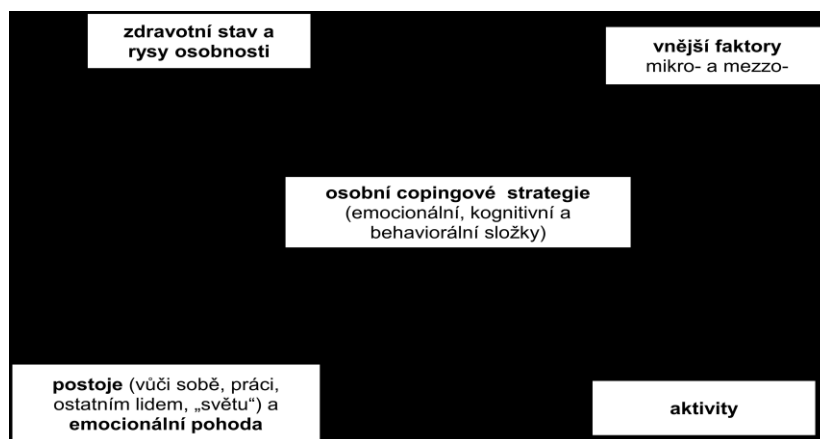 zdravotní stav a
rysy osobnosti
vnější faktory
mikro- a mezzo-
osobní copingové strategie
(emocionální, kognitivní a
behaviorální složky)
postoje (vůči sobě, práci,
ostatním lidem, „světu“) a
emocionální pohoda
aktivity